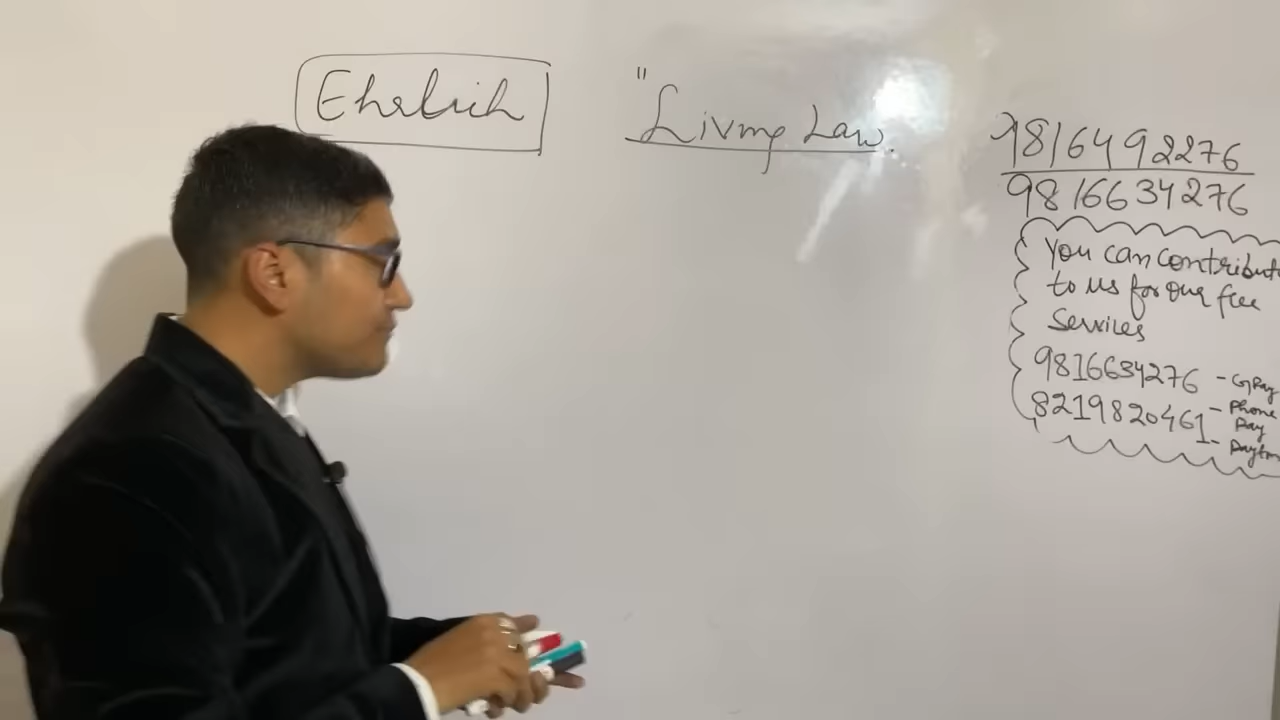 Ehrlich
"Living Law.
9816492276
9816634276
You can contribut
to us for our free
Services
9816634276 - GPay
8219820461 - Phone
Pay
- Paytm